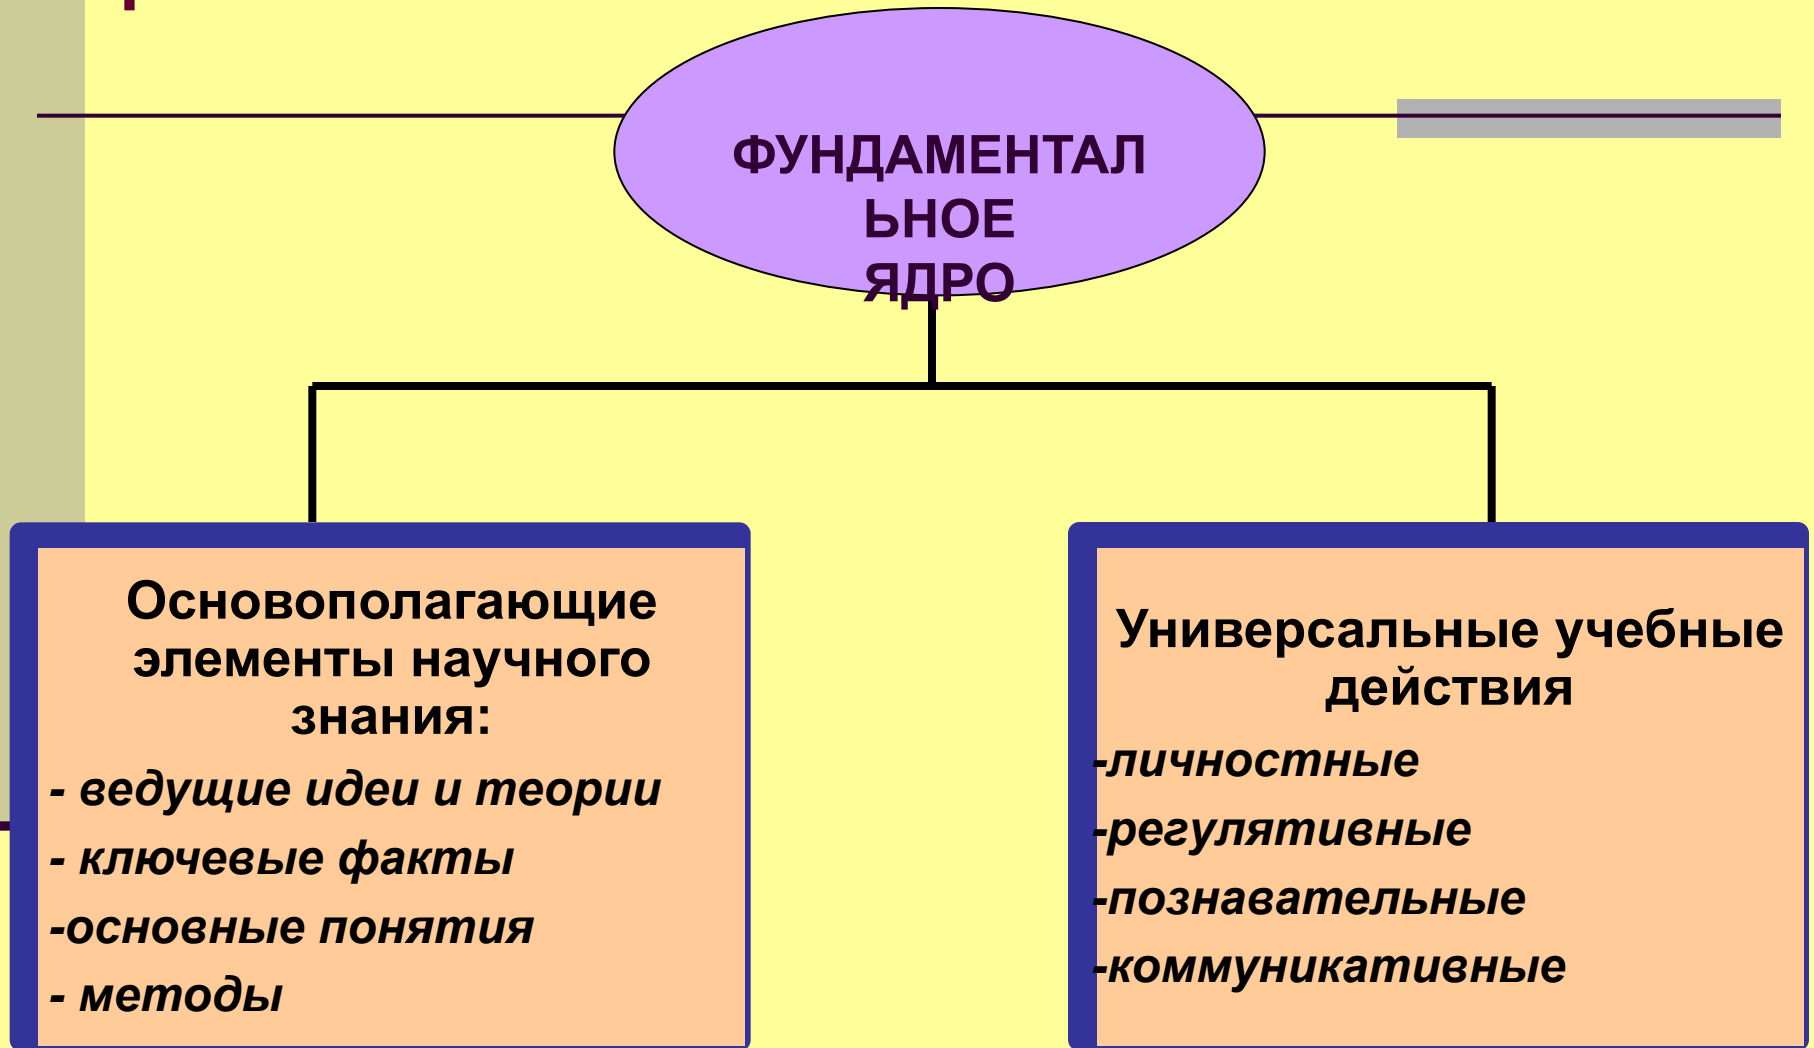 ФУНДАМЕНТАЛ
ЬНОЕ
ЯДРО
Основополагающие
элементы научного
знания:
- ведущие идеи и теории
- ключевые факты
-основные понятия
- методы
Универсальные учебные
действия
-личностные
-регулятивные
-познавательные
-коммуникативные